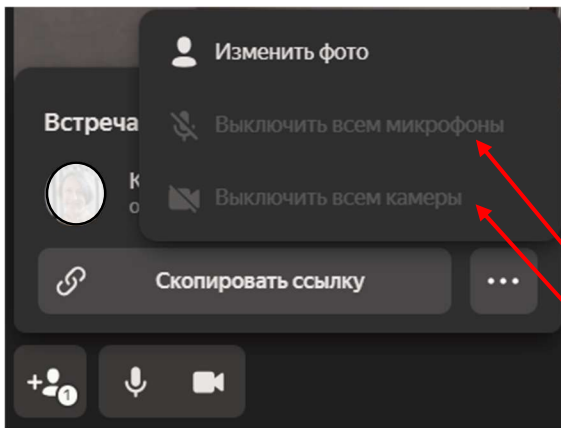 Изменить фото
Встреча
Выключить всем микрофоны
К
о
Выключить всем камеры
Скопировать ссылку
1